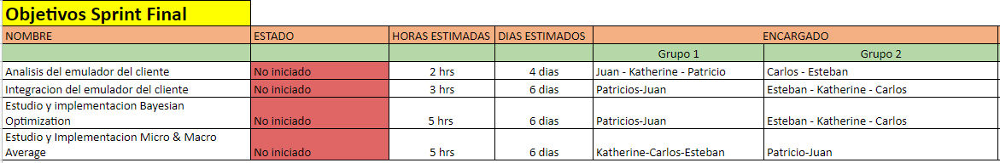 Objetivos Sprint Final
NOMBRE ESTADO HORAS ESTIMADAS DIAS ESTIMADOS ENCARGADO
Grupo 1 Grupo 2
Analisis del emulador del cliente No iniciado 2 hrs 4 dias Juan - Katherine - Patricio Carlos - Esteban
Integracion del emulador del cliente No iniciado 3 hrs 6 dias Patricios-Juan Esteban - Katherine - Carlos
Estudio y implementacion Bayesian
Optimization No iniciado 5 hrs 6 dias Patricios-Juan Esteban - Katherine - Carlos
Estudio y Implementacion Micro & Macro
Average No iniciado 5 hrs 6 dias Katherine-Carlos-Esteban Patricio-Juan